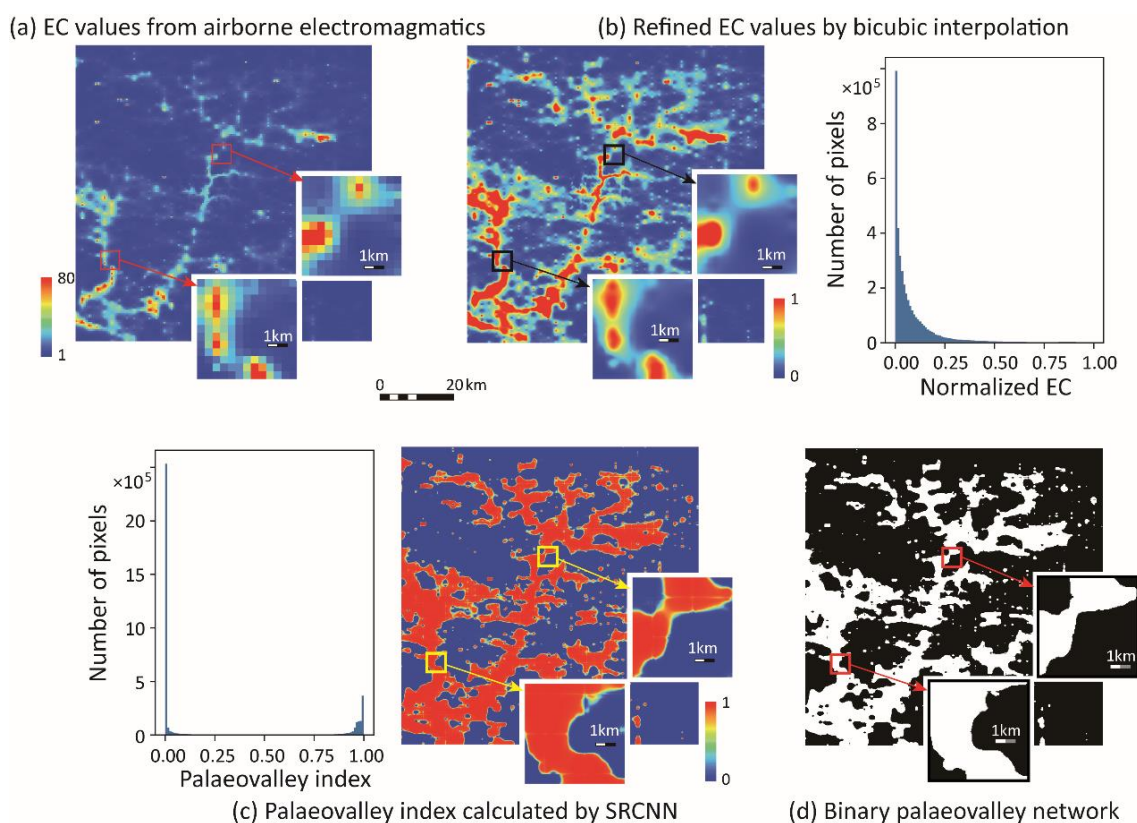 (a) EC values from airborne electromagmatics
(b) Refined EC values by bicubic interpolation
80
1
1km
1km
0 20 km
1km
1km
1
0
×10⁵
8
6
4
2
0
Number of pixels
0.00 0.25 0.50 0.75 1.00
Normalized EC
×10⁵
20
15
10
5
0
Number of pixels
0.00 0.25 0.50 0.75 1.00
Palaeovalley index
1km
1km
1
0
1km
1km
(c) Palaeovalley index calculated by SRCNN
(d) Binary palaeovalley network